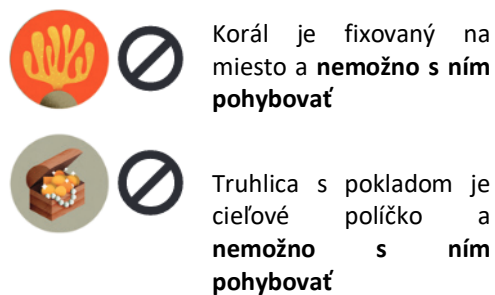 Korál je fixovaný na
miesto a nemožno s ním
pohybovať
Truhlica s pokladom je
cieľové políčko a
nemožno s ním
pohybovať